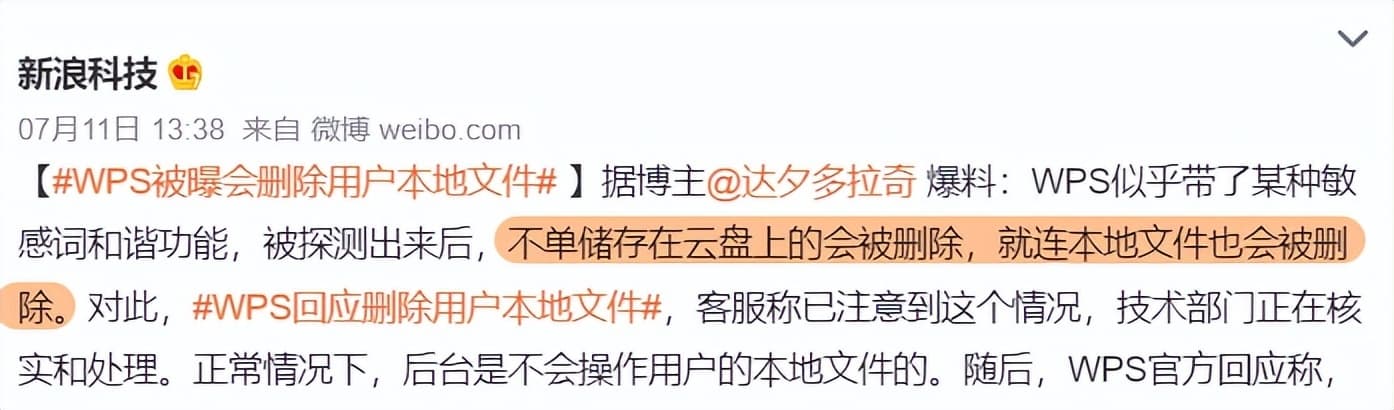 新浪科技
07月11日 13:38 来自 微博 weibo.com
【#WPS被曝会删除用户本地文件# 】据博主@达夕多拉奇 爆料：WPS似乎带了某种敏
感词和谐功能，被探测出来后，不单储存在云盘上的会被删除，就连本地文件也会被删
除。对此，#WPS回应删除用户本地文件#，客服称已注意到这个情况，技术部门正在核
实和处理。正常情况下，后台是不会操作用户的本地文件的。随后，WPS官方回应称，